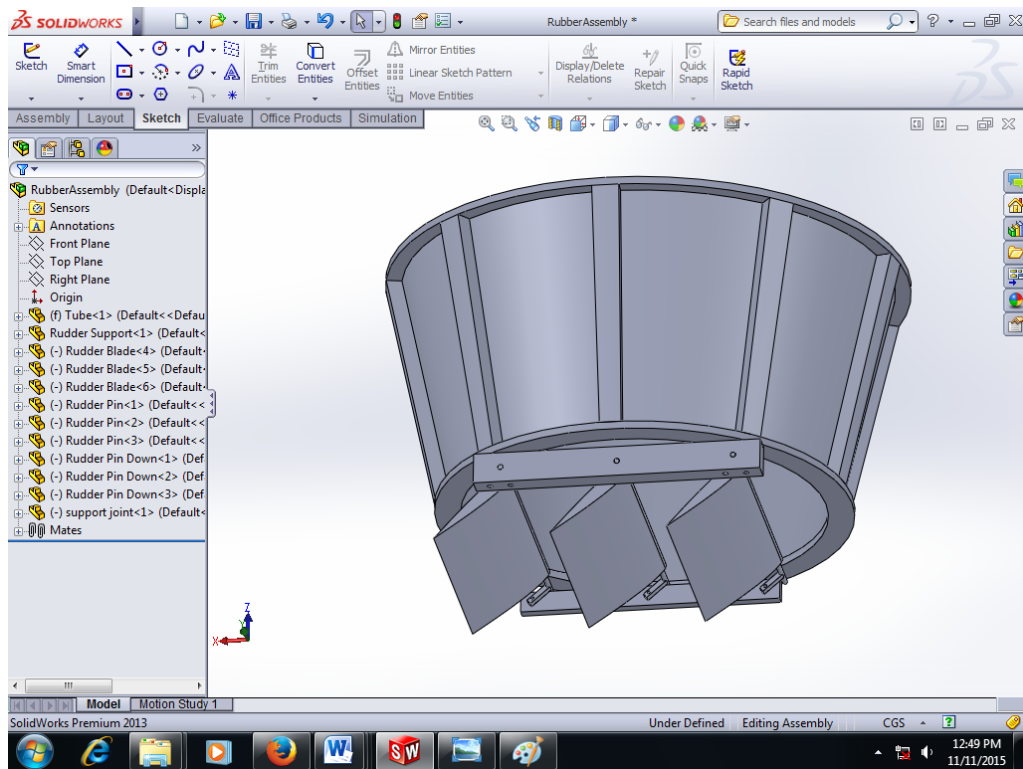 SOLIDWORKS
RubberAssembly *
Search files and models
?
Sketch
Smart Dimension
Trim Entities
Convert Entities
Offset Entities
Mirror Entities
Linear Sketch Pattern
Move Entities
Display/Delete Relations
Repair Sketch
Quick Snaps
Rapid Sketch
Assembly Layout Sketch Evaluate Office Products Simulation
RubberAssembly (Default<Displa
Sensors
Annotations
Front Plane
Top Plane
Right Plane
Origin
(f) Tube<1> (Default<<Defau
Rudder Support<1> (Default<
(-) Rudder Blade<4> (Default<
(-) Rudder Blade<5> (Default<
(-) Rudder Blade<6> (Default<
(-) Rudder Pin<1> (Default<<
(-) Rudder Pin<2> (Default<<
(-) Rudder Pin<3> (Default<<
(-) Rudder Pin Down<1> (Def
(-) Rudder Pin Down<2> (Def
(-) Rudder Pin Down<3> (Def
(-) support joint<1> (Default<
Mates
Z
X
Model Motion Study 1
SolidWorks Premium 2013
Under Defined Editing Assembly CGS ?
12:49 PM
11/11/2015